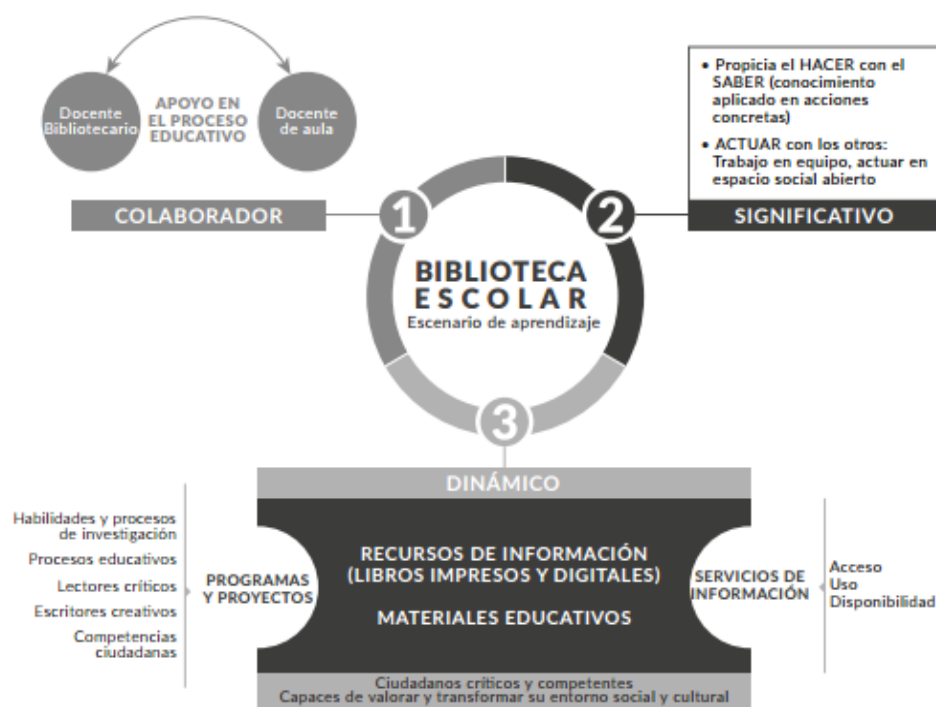 Docente
Bibliotecario
APOYO EN
EL PROCESO
EDUCATIVO
Docente
de aula
COLABORADOR
1
• Propicia el HACER con el
SABER (conocimiento
aplicado en acciones
concretas)
• ACTUAR con los otros:
Trabajo en equipo, actuar en
espacio social abierto
SIGNIFICATIVO
2
BIBLIOTECA
ESCOLAR
Escenario de aprendizaje
3
DINÁMICO
Habilidades y procesos
de investigación
Procesos educativos
Lectores críticos
Escritores creativos
Competencias
ciudadanas
PROGRAMAS
Y PROYECTOS
RECURSOS DE INFORMACIÓN
(LIBROS IMPRESOS Y DIGITALES)
MATERIALES EDUCATIVOS
SERVICIOS DE
INFORMACIÓN
Acceso
Uso
Disponibilidad
Ciudadanos críticos y competentes
Capaces de valorar y transformar su entorno social y cultural